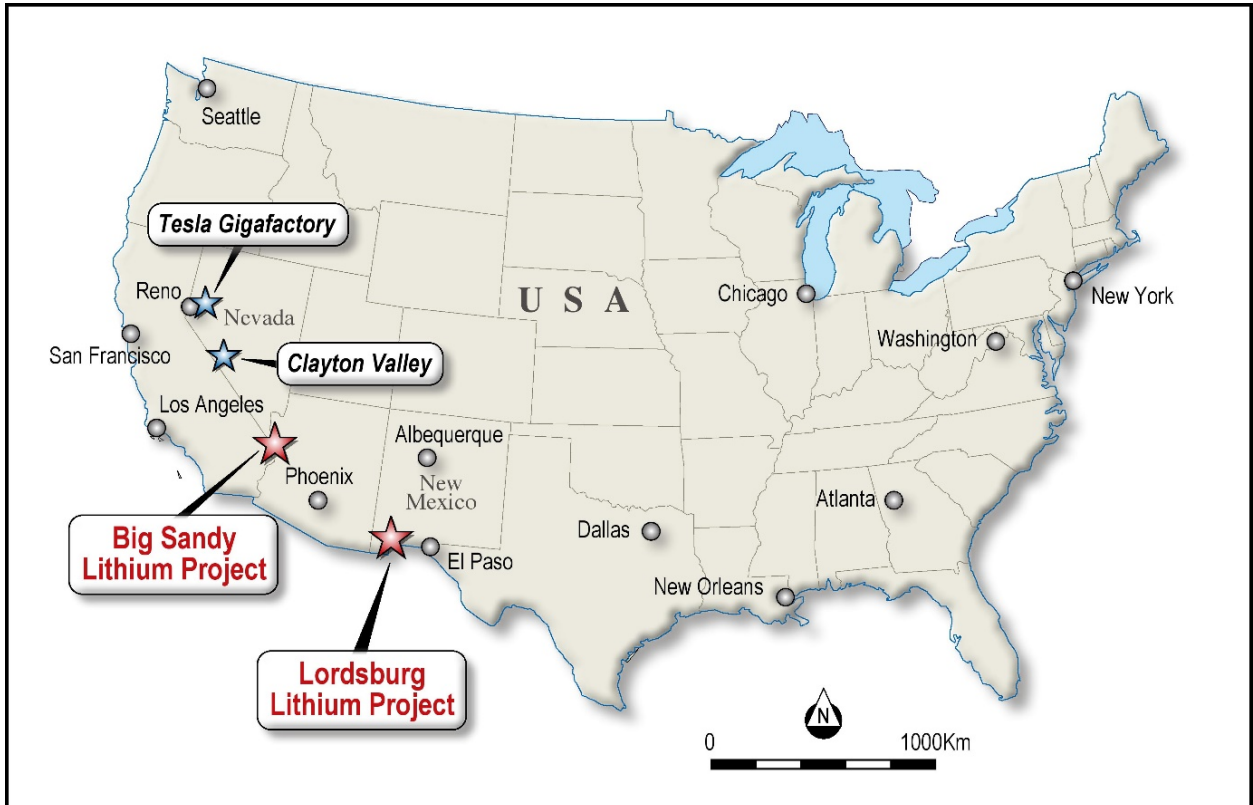 Seattle
Tesla Gigafactory
Reno
Nevada
USA
Chicago
New York
San Francisco
Clayton Valley
Washington
Los Angeles
Albequerque
Phoenix
New
Mexico
Atlanta
Big Sandy
Lithium Project
Dallas
El Paso
New Orleans
Lordsburg
Lithium Project
N
0
1000Km